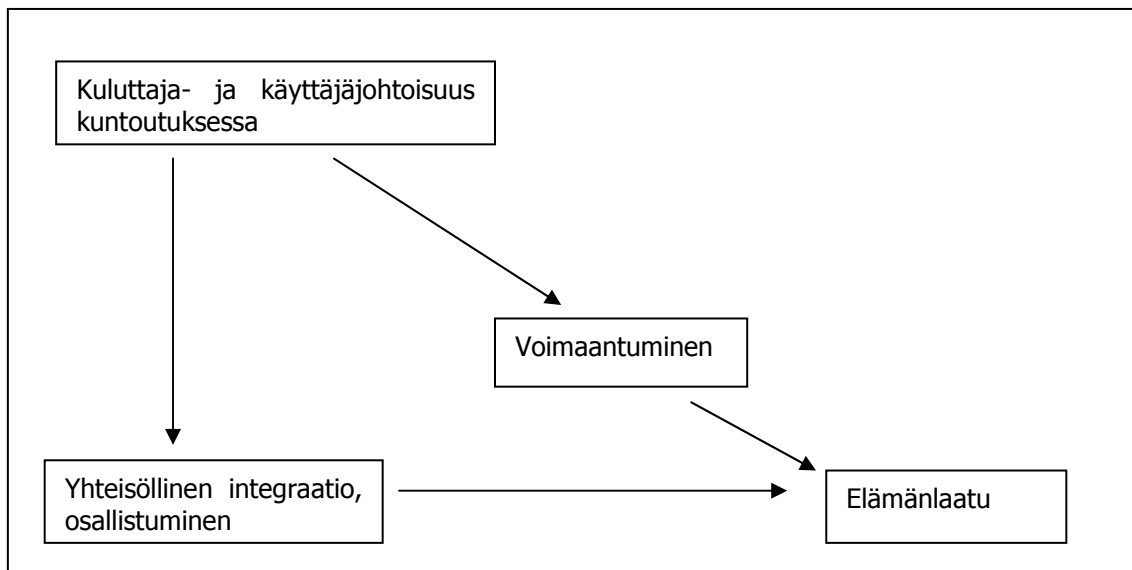 Kuluttaja- ja käyttäjäjohtoisuus
kuntoutuksessa
Voimaantuminen
Yhteisöllinen integraatio,
osallistuminen
Elämänlaatu